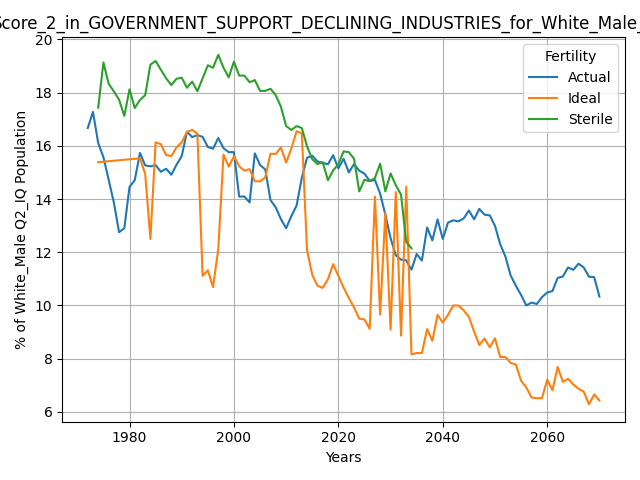 Score_2_in_GOVERNMENT_SUPPORT_DECLINING_INDUSTRIES_for_White_Male_
Fertility
Actual
Ideal
Sterile
% of White_Male Q2_IQ Population
20
18
16
14
12
10
8
6
1980
2000
2020
2040
2060
Years